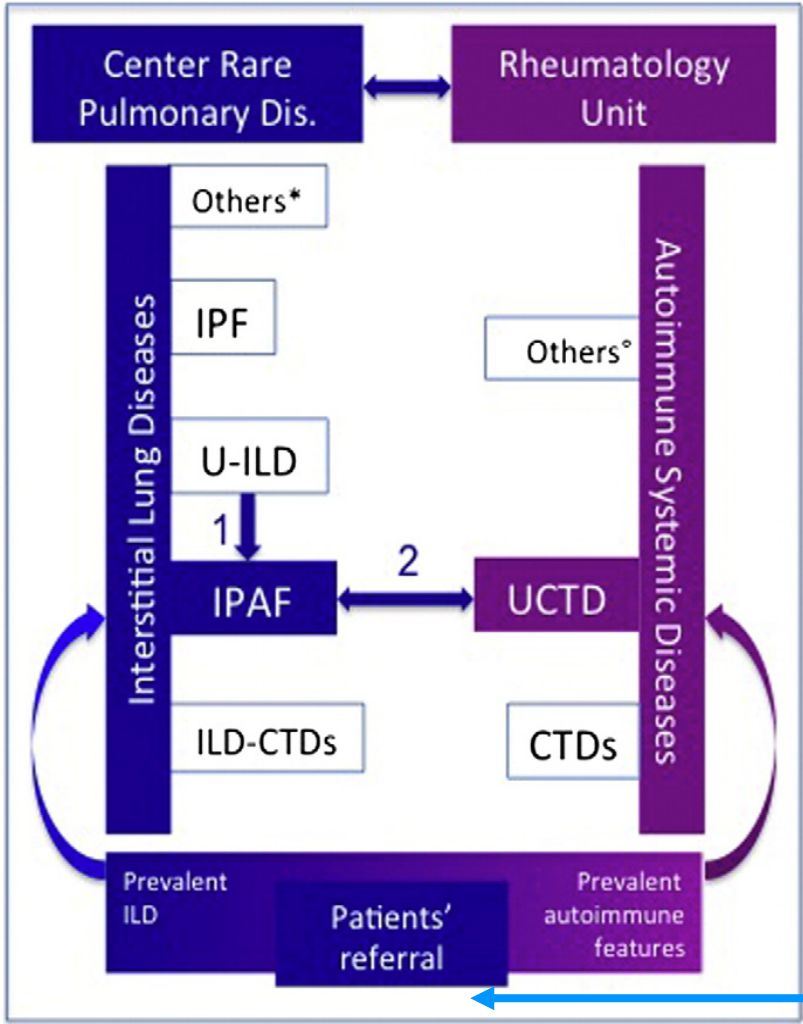 Center Rare
Pulmonary Dis.
Rheumatology
Unit
Interstitial Lung Diseases
Others*
IPF
U-ILD
1
IPAF
ILD-CTDs
2
Autoimmune Systemic Diseases
Others°
UCTD
CTDs
Prevalent
ILD
Patients'
referral
Prevalent
autoimmune
features